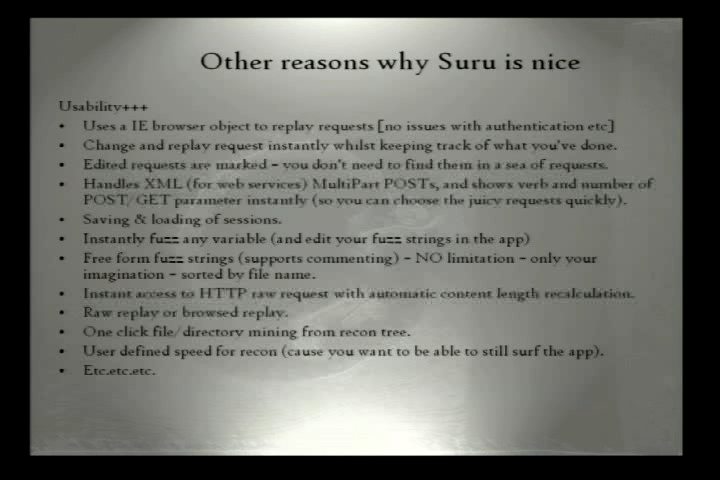 Other reasons why Suru is nice
Usability+++
• Uses a IE browser object to replay requests [no issues with authentication etc]
• Change and replay request instantly whilst keeping track of what you've done.
• Edited requests are marked – you don't need to find them in a sea of requests.
• Handles XML (for web services) MultiPart POSTs, and shows verb and number of
POST/GET parameter instantly (so you can choose the juicy requests quickly).
• Saving & loading of sessions.
• Instantly fuzz any variable (and edit your fuzz strings in the app)
• Free form fuzz strings (supports commenting) – NO limitation – only your
imagination – sorted by file name.
• Instant access to HTTP raw request with automatic content length recalculation.
• Raw replay or browsed replay.
• One click file/directory mining from recon tree.
• User defined speed for recon (cause you want to be able to still surf the app).
• Etc.etc.etc.